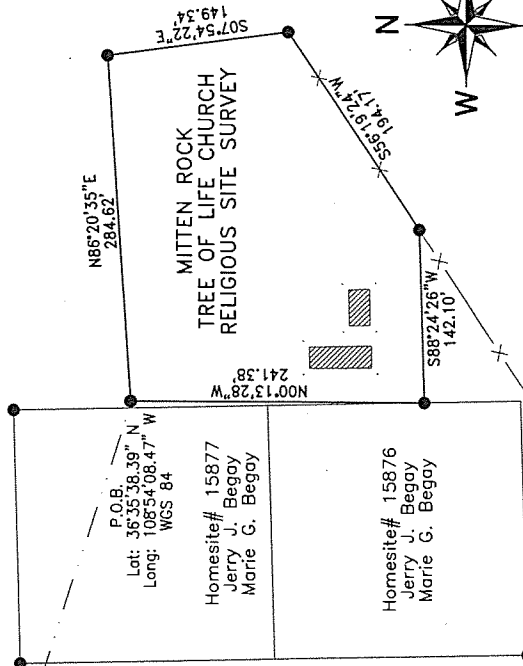 N86°20'35"E
284.62'
S07°54'22"E
149.34'
MITTEN ROCK
TREE OF LIFE CHURCH
RELIGIOUS SITE SURVEY
S56°19'24"W
194.17'
S88°24'26"W
142.10'
N00°13'28"W
241.38'
P.O.B.
Lat: 36°35'38.39" N
Long: 108°54'08.47" W
WGS 84
Homesite# 15877
Jerry J. Begay
Marie G. Begay
Homesite# 15876
Jerry J. Begay
Marie G. Begay
N
W